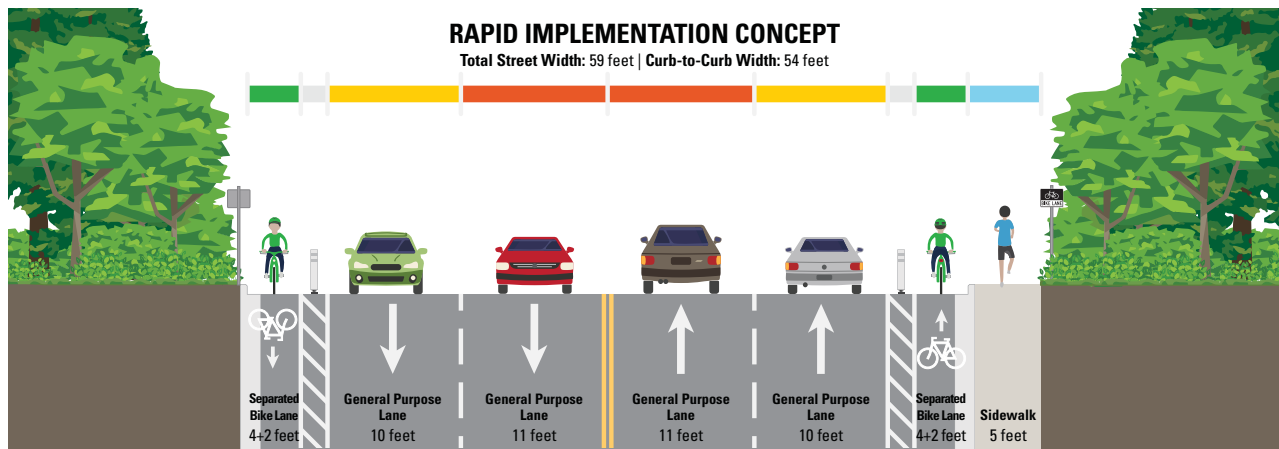 RAPID IMPLEMENTATION CONCEPT
Total Street Width: 59 feet | Curb-to-Curb Width: 54 feet
BIKE LANE
Separated
Bike Lane
4+2 feet
General Purpose
Lane
10 feet
General Purpose
Lane
11 feet
General Purpose
Lane
11 feet
General Purpose
Lane
10 feet
Separated
Bike Lane
4+2 feet
Sidewalk
5 feet